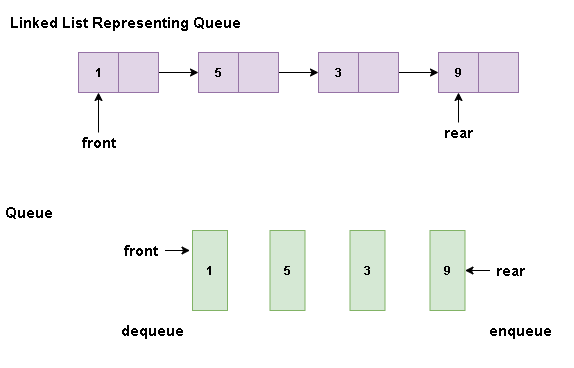 Linked List Representing Queue
1 5 3 9
front rear
Queue
front 1 5 3 9 rear
dequeue enqueue